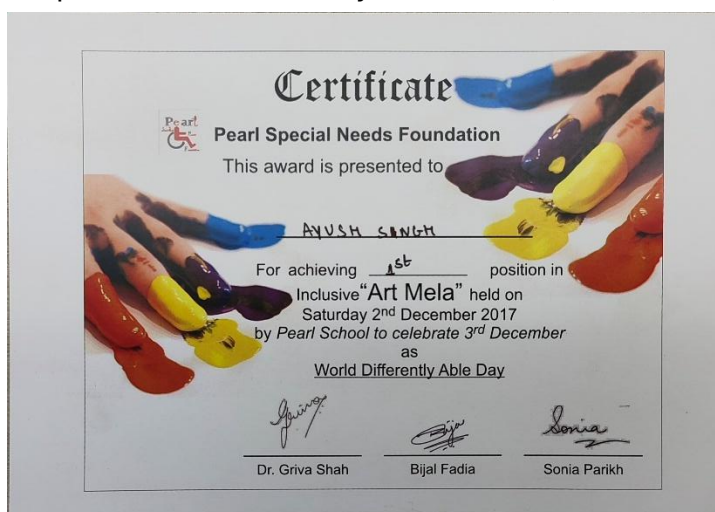 Certificate
Pearl
Pearl Special Needs Foundation
This award is presented to
AYUSH SINGH
For achieving 1st position in
Inclusive "Art Mela" held on
Saturday 2nd December 2017
by Pearl School to celebrate 3rd December
as
World Differently Able Day
Griva Bijal Sonia
Dr. Griva Shah Bijal Fadia Sonia Parikh